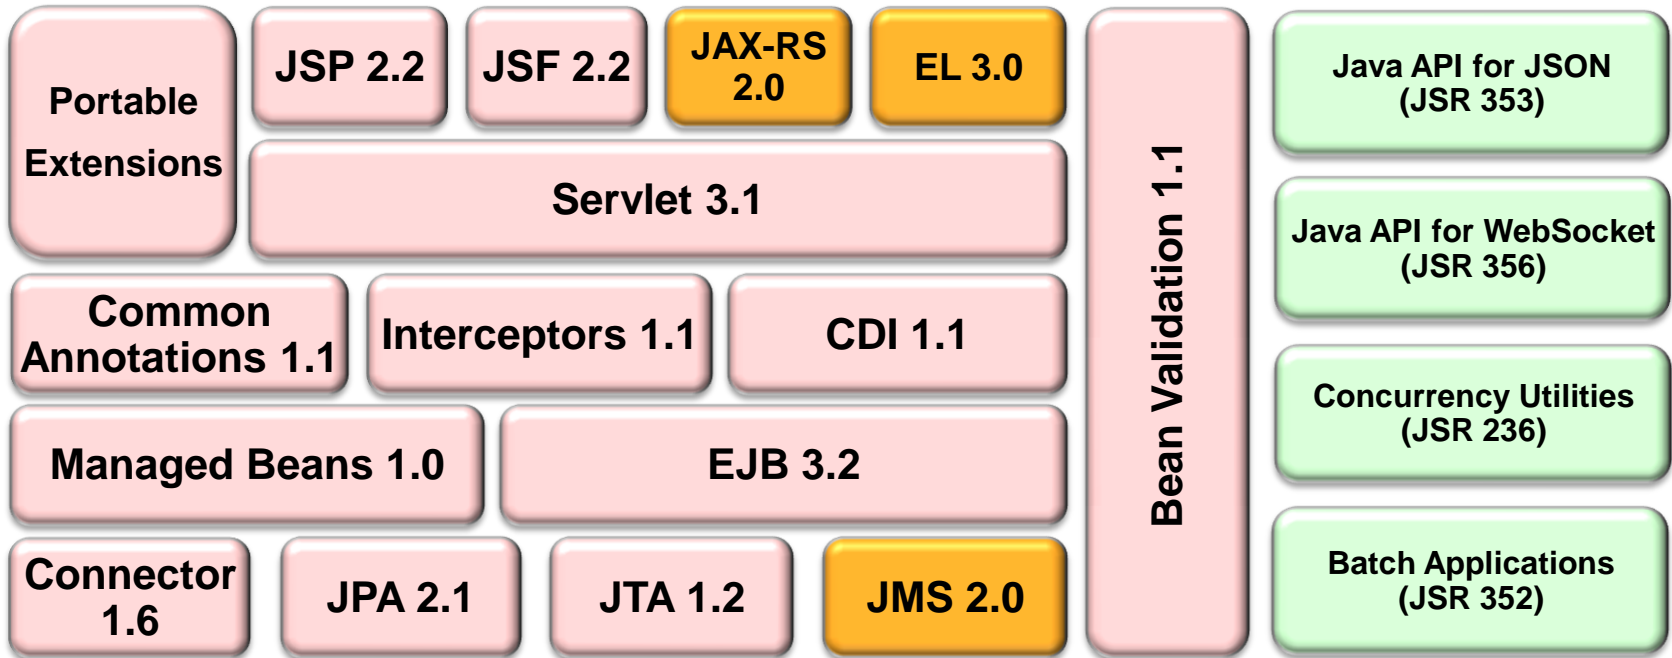 Portable
Extensions
JSP 2.2
JSF 2.2
JAX-RS
2.0
EL 3.0
Servlet 3.1
Common
Annotations 1.1
Interceptors 1.1
CDI 1.1
Managed Beans 1.0
EJB 3.2
Connector
1.6
JPA 2.1
JTA 1.2
JMS 2.0
Bean Validation 1.1
Java API for JSON
(JSR 353)
Java API for WebSocket
(JSR 356)
Concurrency Utilities
(JSR 236)
Batch Applications
(JSR 352)